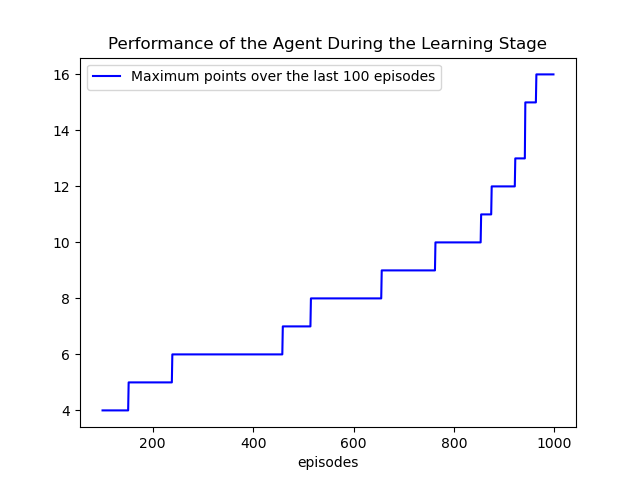 Performance of the Agent During the Learning Stage
Maximum points over the last 100 episodes
16
14
12
10
8
6
4
200 400 600 800 1000
episodes